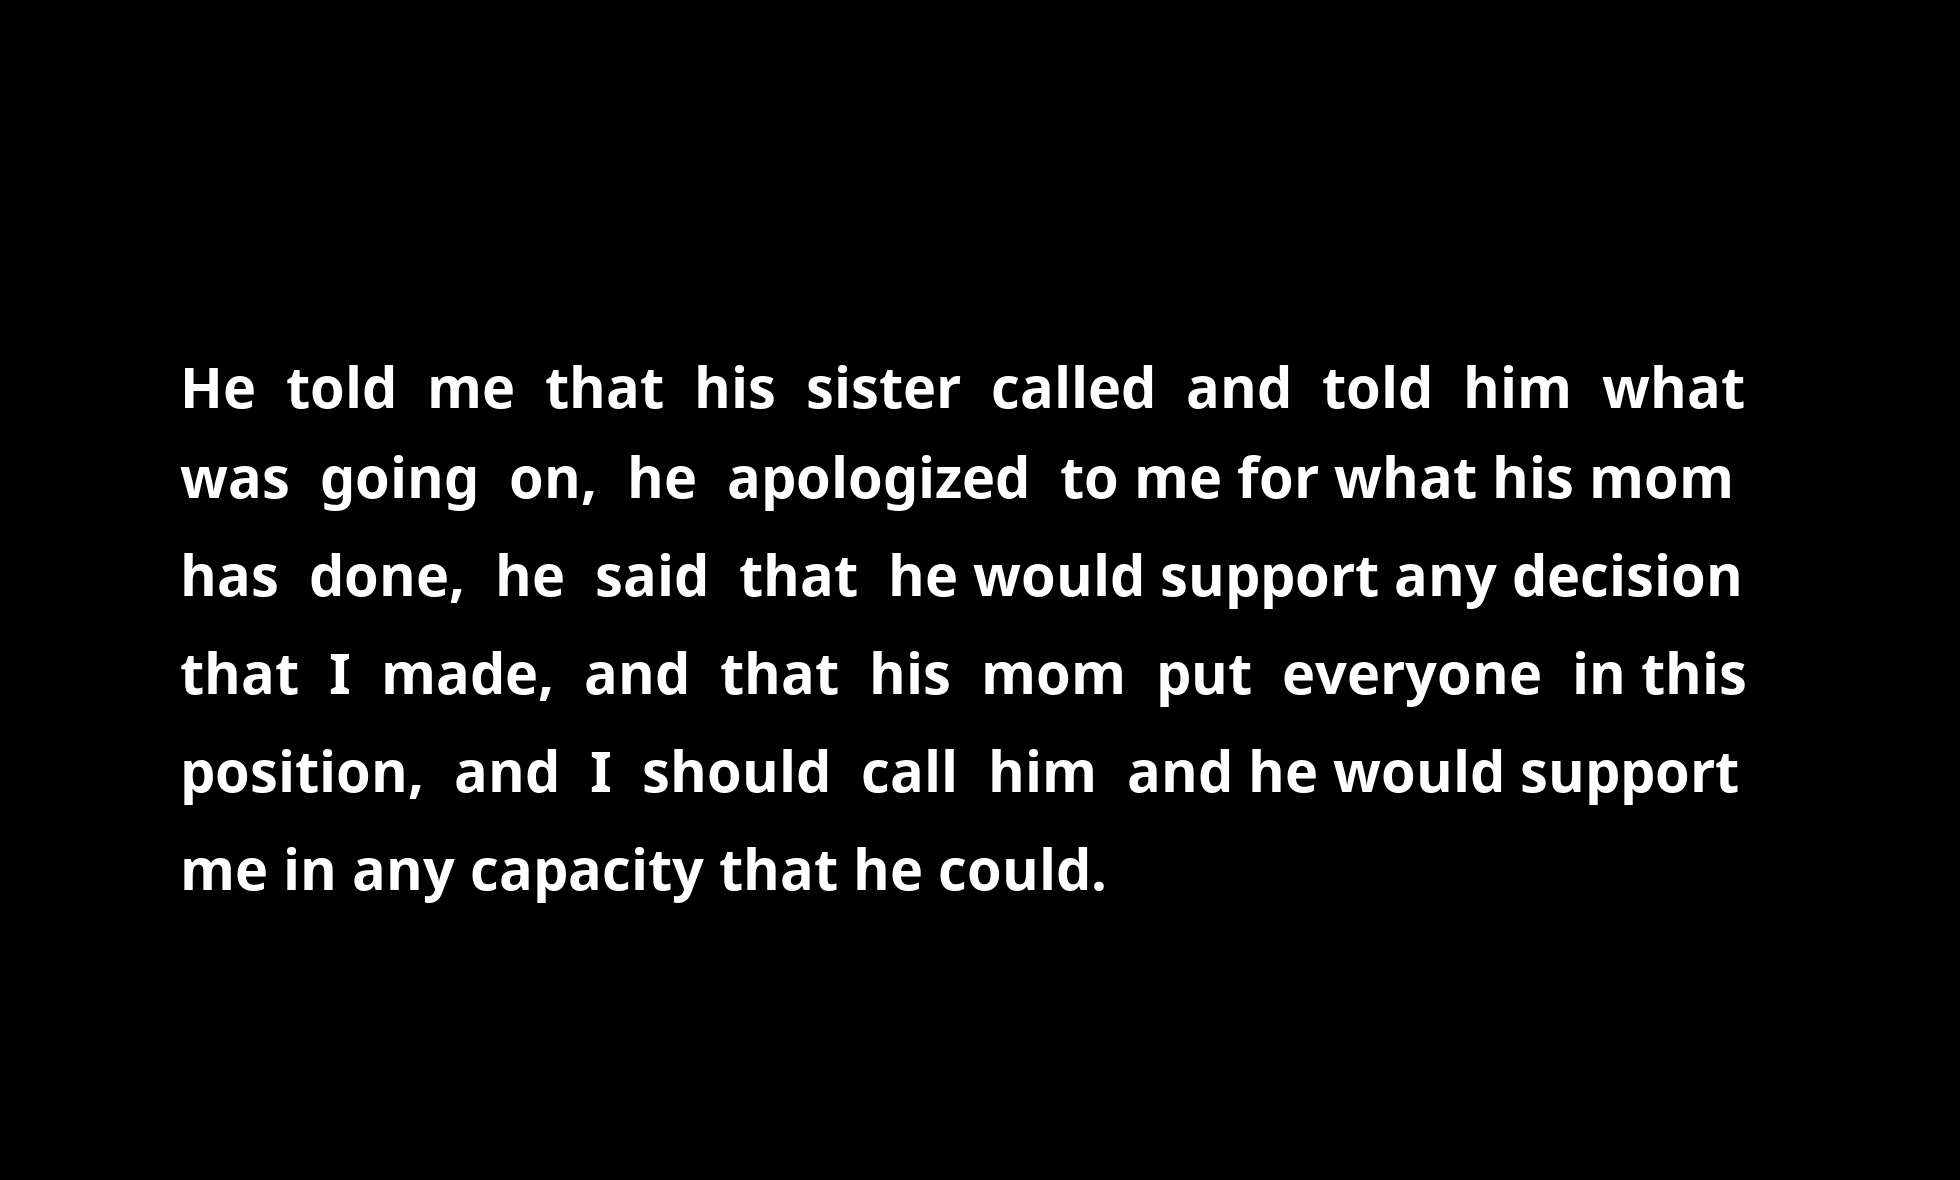 He told me that his sister called and told him what
was going on, he apologized to me for what his mom
has done, he said that he would support any decision
that I made, and that his mom put everyone in this
position, and I should call him and he would support
me in any capacity that he could.